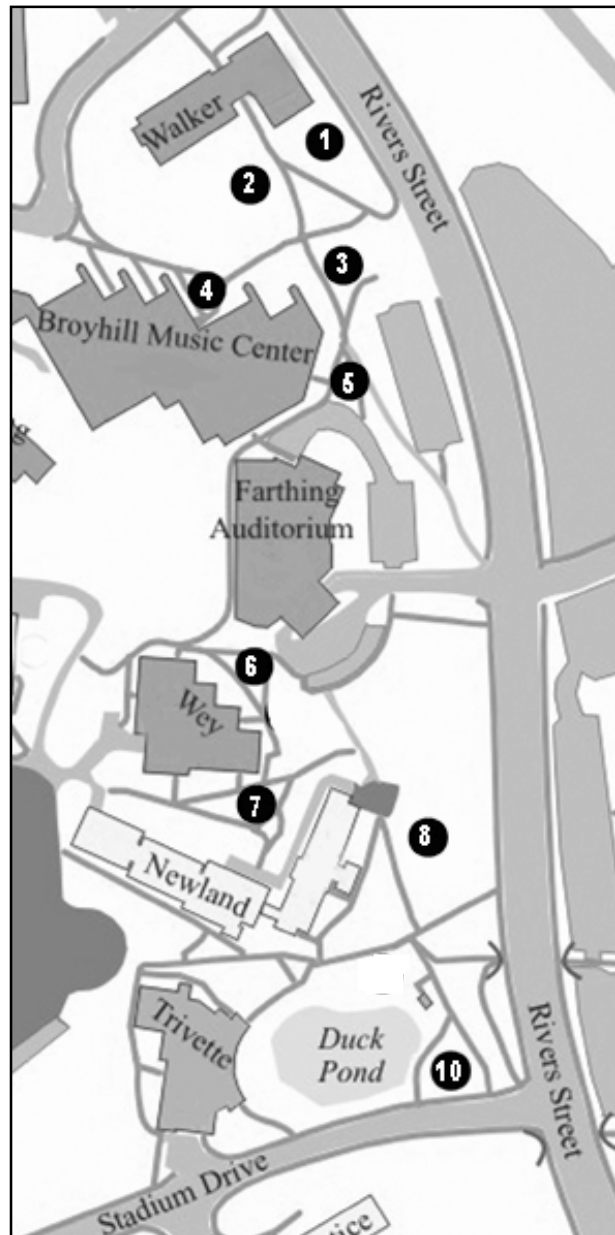 Walker
Rivers Street
1
2
3
4
Broyhill Music Center
5
Farthing
Auditorium
6
Wey
7
8
Newland
Trivette
Duck
Pond
10
Rivers Street
Stadium Drive